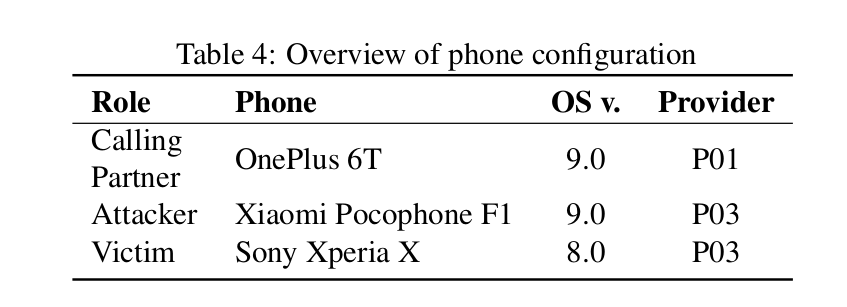 Table 4: Overview of phone configuration
Role Phone OS v. Provider
Calling
Partner OnePlus 6T 9.0 P01
Attacker Xiaomi Pocophone F1 9.0 P03
Victim Sony Xperia X 8.0 P03